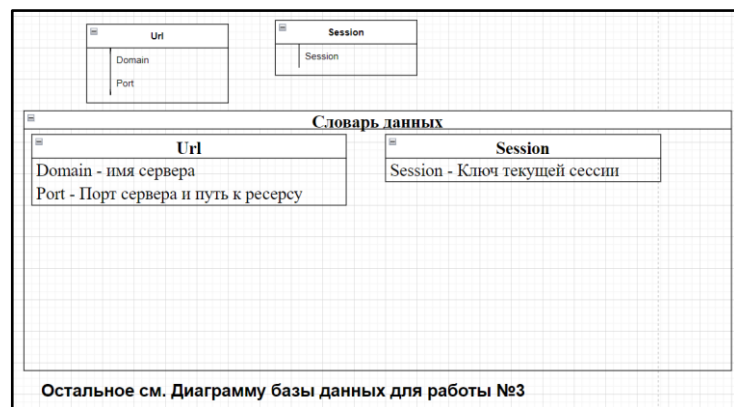 Url
Domain
Port
Session
Session
Словарь данных
Url
Domain - имя сервера
Port - Порт сервера и путь к ресерсу
Session
Session - Ключ текущей сессии
Остальное см. Диаграмму базы данных для работы №3